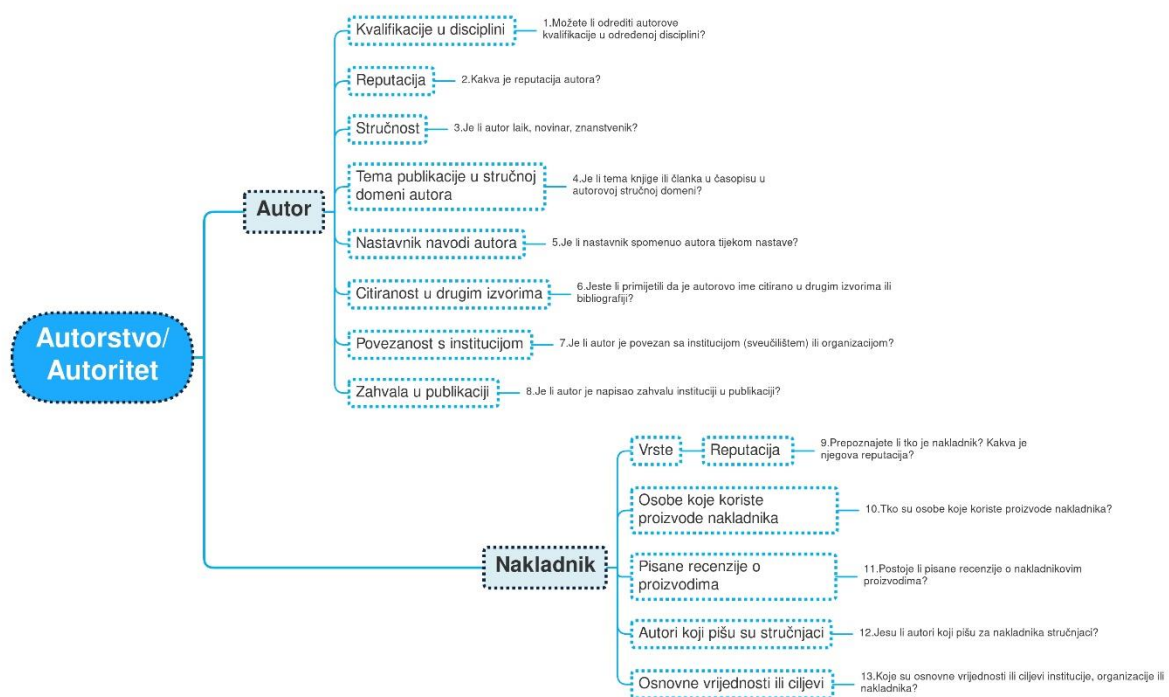 Autorstvo/
Autoritet
Autor
Kvalifikacije u disciplini
1.Možete li odrediti autorove
kvalifikacije u određenoj disciplini?
Reputacija
2.Kakva je reputacija autora?
Stručnost
3.Je li autor laik, novinar, znanstvenik?
Tema publikacije u stručnoj
domeni autora
4.Je li tema knjige ili članka u časopisu u
autorovoj stručnoj domeni?
Nastavnik navodi autora
5.Je li nastavnik spomenuo autora tijekom nastave?
Citiranost u drugim izvorima
6.Jeste li primijetili da je autorovo ime citirano u drugim izvorima ili
bibliografiji?
Povezanost s institucijom
7.Je li autor je povezan sa institucijom (sveučilištem) ili organizacijom?
Zahvala u publikaciji
8.Je li autor je napisao zahvalu instituciji u publikaciji?
Nakladnik
Vrste
Reputacija
9.Prepoznajete li tko je nakladnik? Kakva je
njegova reputacija?
Osobe koje koriste
proizvode nakladnika
10.Tko su osobe koje koriste proizvode nakladnika?
Pisane recenzije o
proizvodima
11.Postoje li pisane recenzije o nakladnikovim
proizvodima?
Autori koji pišu su stručnjaci
12.Jesu li autori koji pišu za nakladnika stručnjaci?
Osnovne vrijednosti ili ciljevi
13.Koje su osnovne vrijednosti ili ciljevi institucije, organizacije ili
nakladnika?